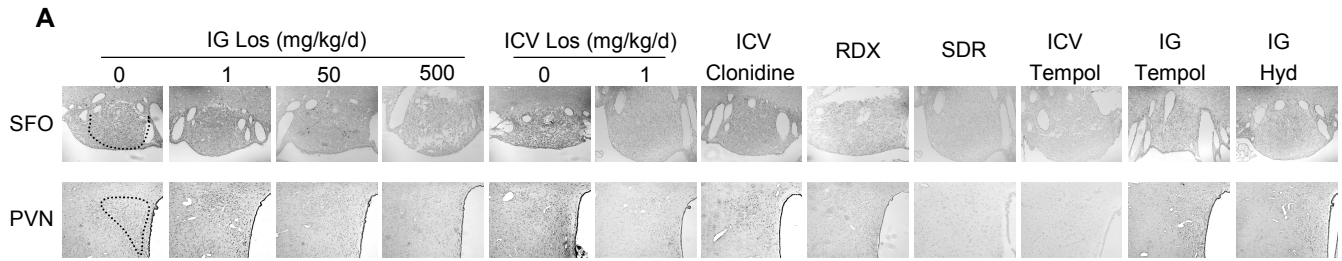 A
IG Los (mg/kg/d)
ICV Los (mg/kg/d)
ICV
Clonidine
RDX
SDR
ICV
Tempol
IG
Tempol
IG
Hyd
0 1 50 500 0 1
SFO
PVN